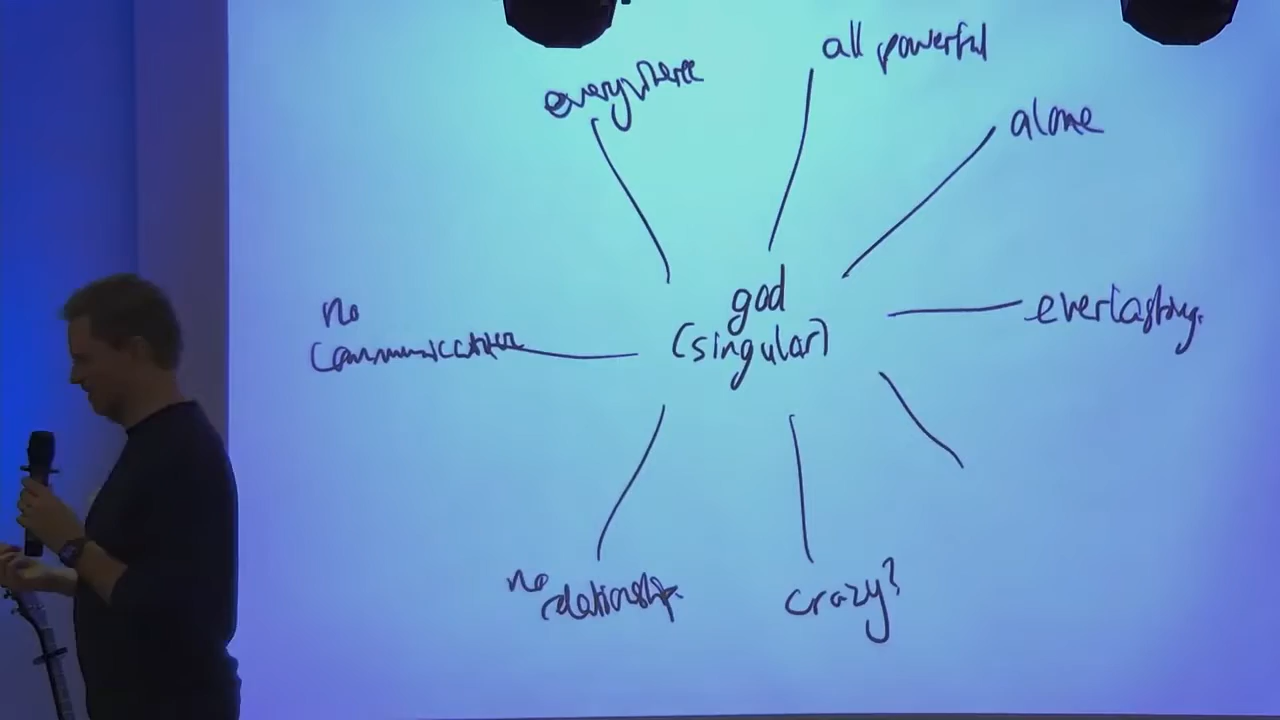 all powerful
everywhere
alone
god
(singular)
everlasting.
no
communication
no
relationship
crazy?